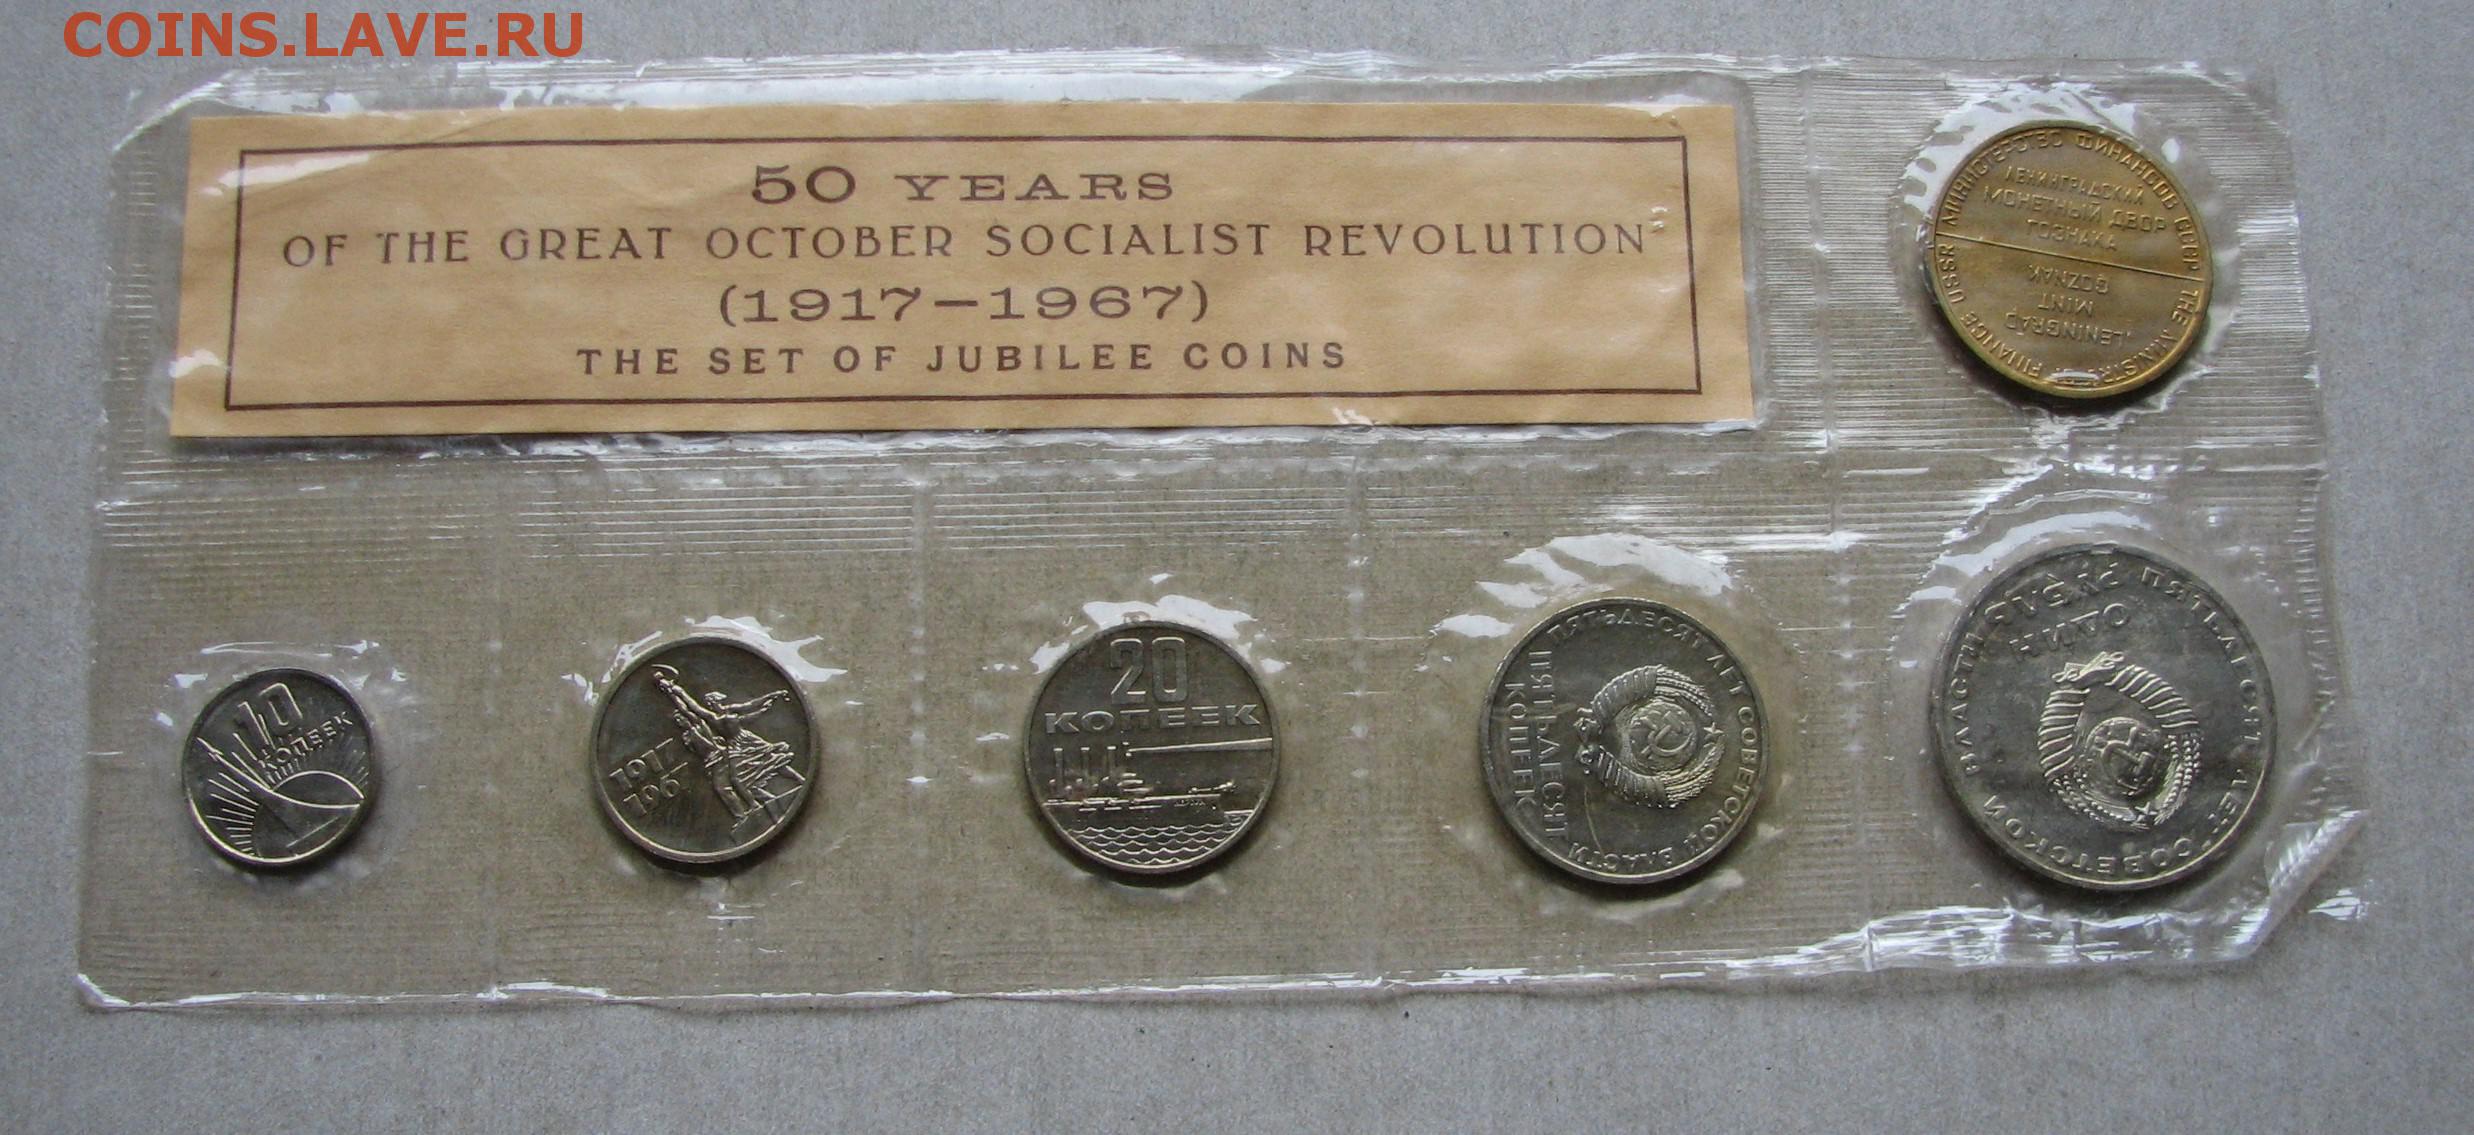 COINS.LAVE.RU
50 YEARS
OF THE GREAT OCTOBER SOCIALIST REVOLUTION
(1917–1967)
THE SET OF JUBILEE COINS
МИНИСТЕРСТВО ФИНАНСОВ СССР
ЛЕНИНГРАДСКИЙ
МОНЕТНЫЙ ДВОР
ГОЗНАКА
THE MINISTRY FINANCE USSR
LENINGRAD
MINT
GOZNAK
10
КОПЕЕК
1917
1967
20
КОПЕЕК
ПЯТЬДЕСЯТ ЛЕТ СОВЕТСКОЙ ВЛАСТИ
ПЯТЬДЕСЯТ
КОПЕЕК
ПЯТЬДЕСЯТ ЛЕТ СОВЕТСКОЙ ВЛАСТИ
ОДИН
РУБЛЬ